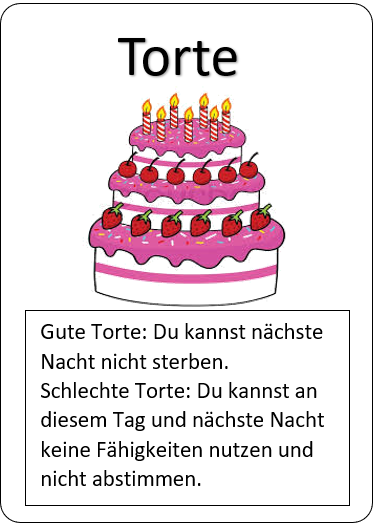 Torte
Gute Torte: Du kannst nächste
Nacht nicht sterben.
Schlechte Torte: Du kannst an
diesem Tag und nächste Nacht
keine Fähigkeiten nutzen und
nicht abstimmen.